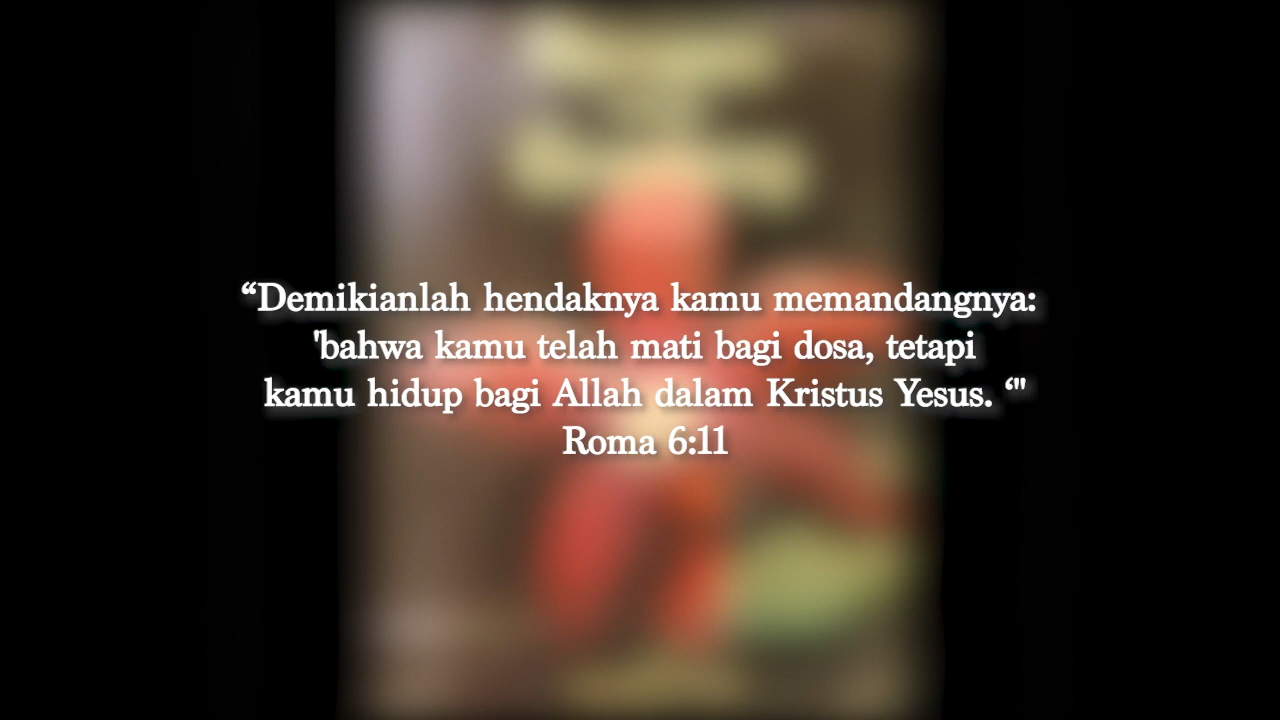 “Demikianlah hendaknya kamu memandangnya:
'bahwa kamu telah mati bagi dosa, tetapi
kamu hidup bagi Allah dalam Kristus Yesus. ‘"
Roma 6:11